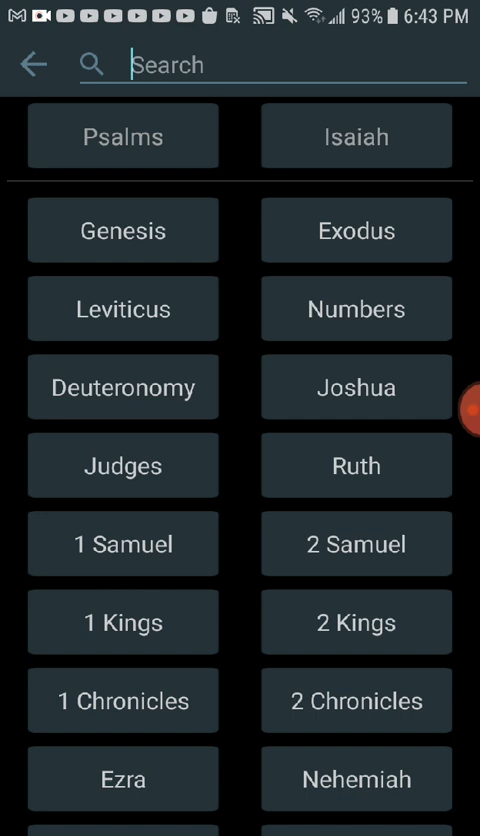 93% 6:43 PM
Search
Psalms Isaiah
Genesis Exodus
Leviticus Numbers
Deuteronomy Joshua
Judges Ruth
1 Samuel 2 Samuel
1 Kings 2 Kings
1 Chronicles 2 Chronicles
Ezra Nehemiah